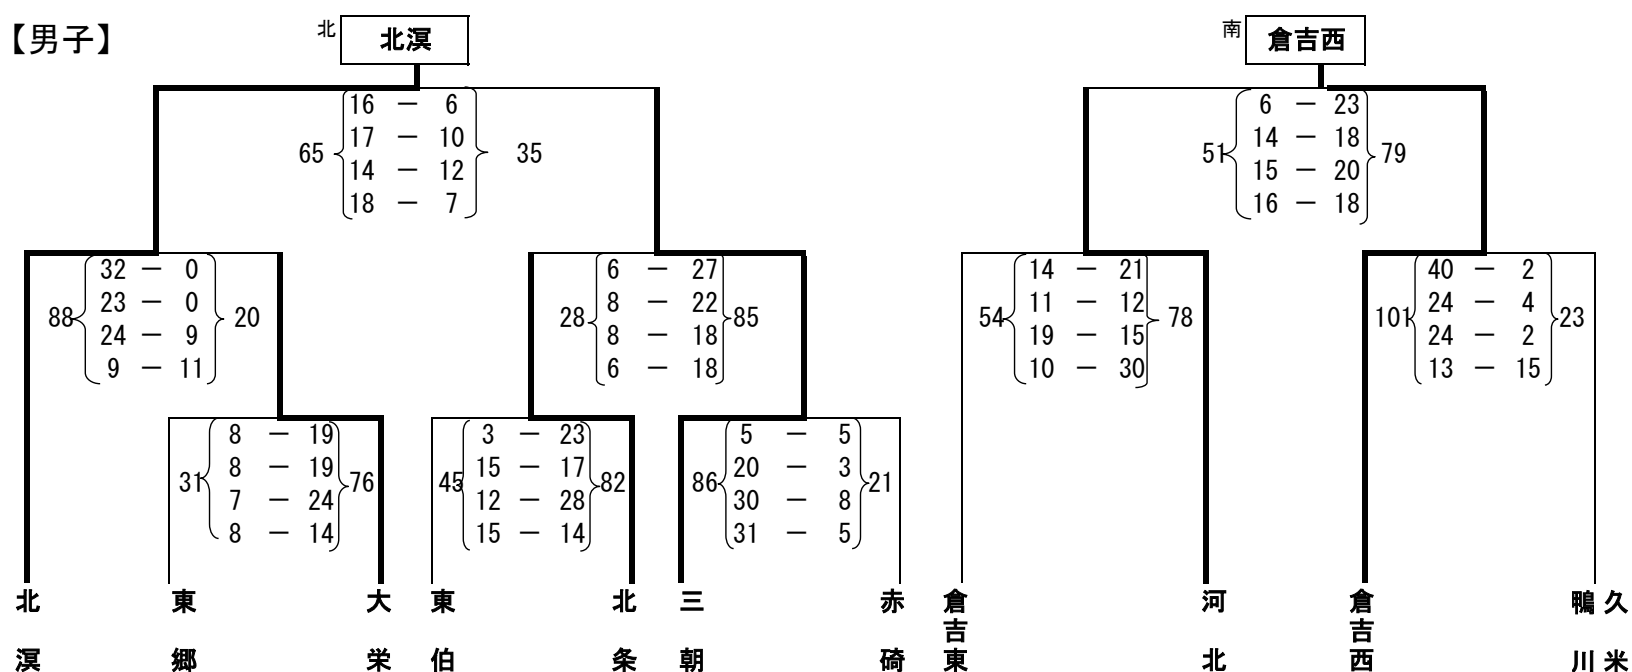 【男子】
北 北溟
南 倉吉西
65 35
16 － 6
17 － 10
14 － 12
18 － 7
51 79
6 － 23
14 － 18
15 － 20
16 － 18
88 20
32 － 0
23 － 0
24 － 9
9 － 11
28 85
6 － 27
8 － 22
8 － 18
6 － 18
54 78
14 － 21
11 － 12
19 － 15
10 － 30
101 23
40 － 2
24 － 4
24 － 2
13 － 15
31 76
8 － 19
8 － 19
7 － 24
8 － 14
45 82
3 － 23
15 － 17
12 － 28
15 － 14
86 21
5 － 5
20 － 3
30 － 8
31 － 5
北溟
東郷
大栄
東伯
北条
三朝
赤碕
倉吉東
河北
倉吉西
久米
鴨川